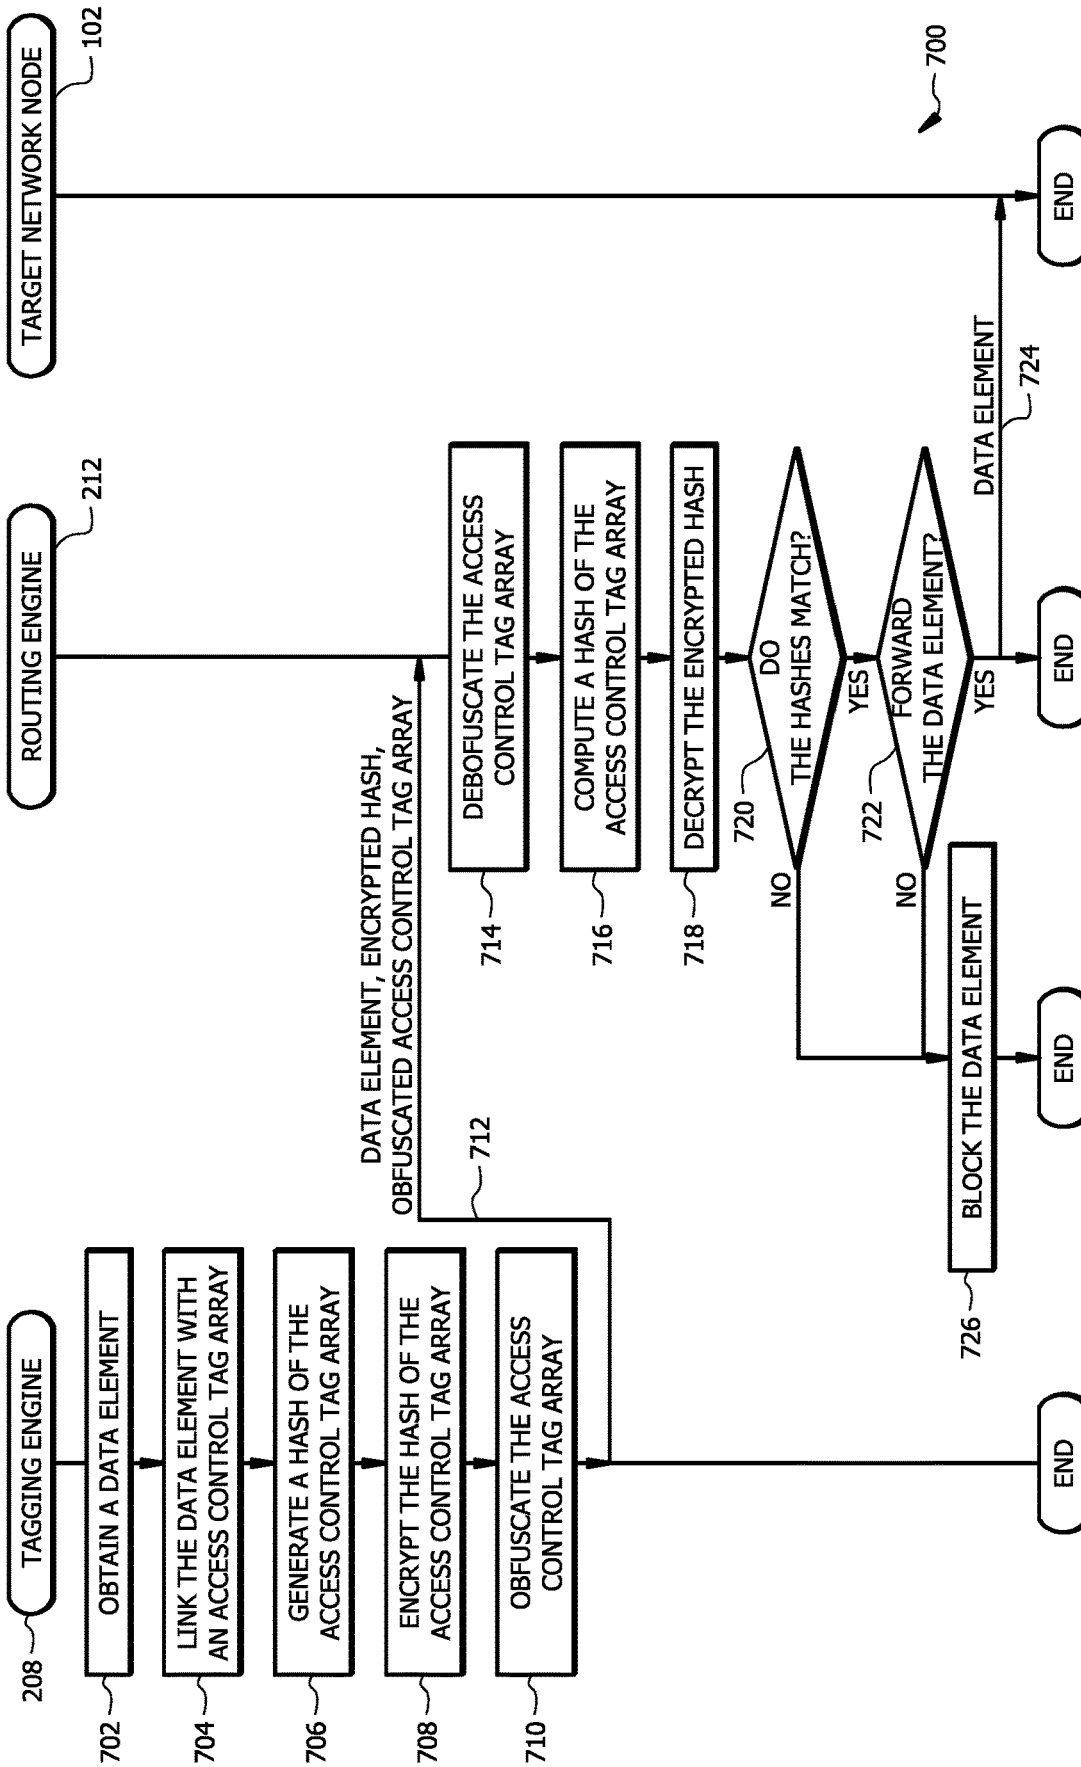 TAGGING ENGINE
208
OBTAIN A DATA ELEMENT
702
LINK THE DATA ELEMENT WITH
AN ACCESS CONTROL TAG ARRAY
704
GENERATE A HASH OF THE
ACCESS CONTROL TAG ARRAY
706
ENCRYPT THE HASH OF THE
ACCESS CONTROL TAG ARRAY
708
OBFUSCATE THE ACCESS
CONTROL TAG ARRAY
710
END
DATA ELEMENT, ENCRYPTED HASH,
OBFUSCATED ACCESS CONTROL TAG ARRAY
712
ROUTING ENGINE
212
DEBOFUSCATE THE ACCESS
CONTROL TAG ARRAY
714
COMPUTE A HASH OF THE
ACCESS CONTROL TAG ARRAY
716
DECRYPT THE ENCRYPTED HASH
718
DO
THE HASHES MATCH?
720
NO
YES
FORWARD
THE DATA ELEMENT?
722
NO
YES
BLOCK THE DATA ELEMENT
726
END
END
DATA ELEMENT
724
TARGET NETWORK NODE
102
END
700